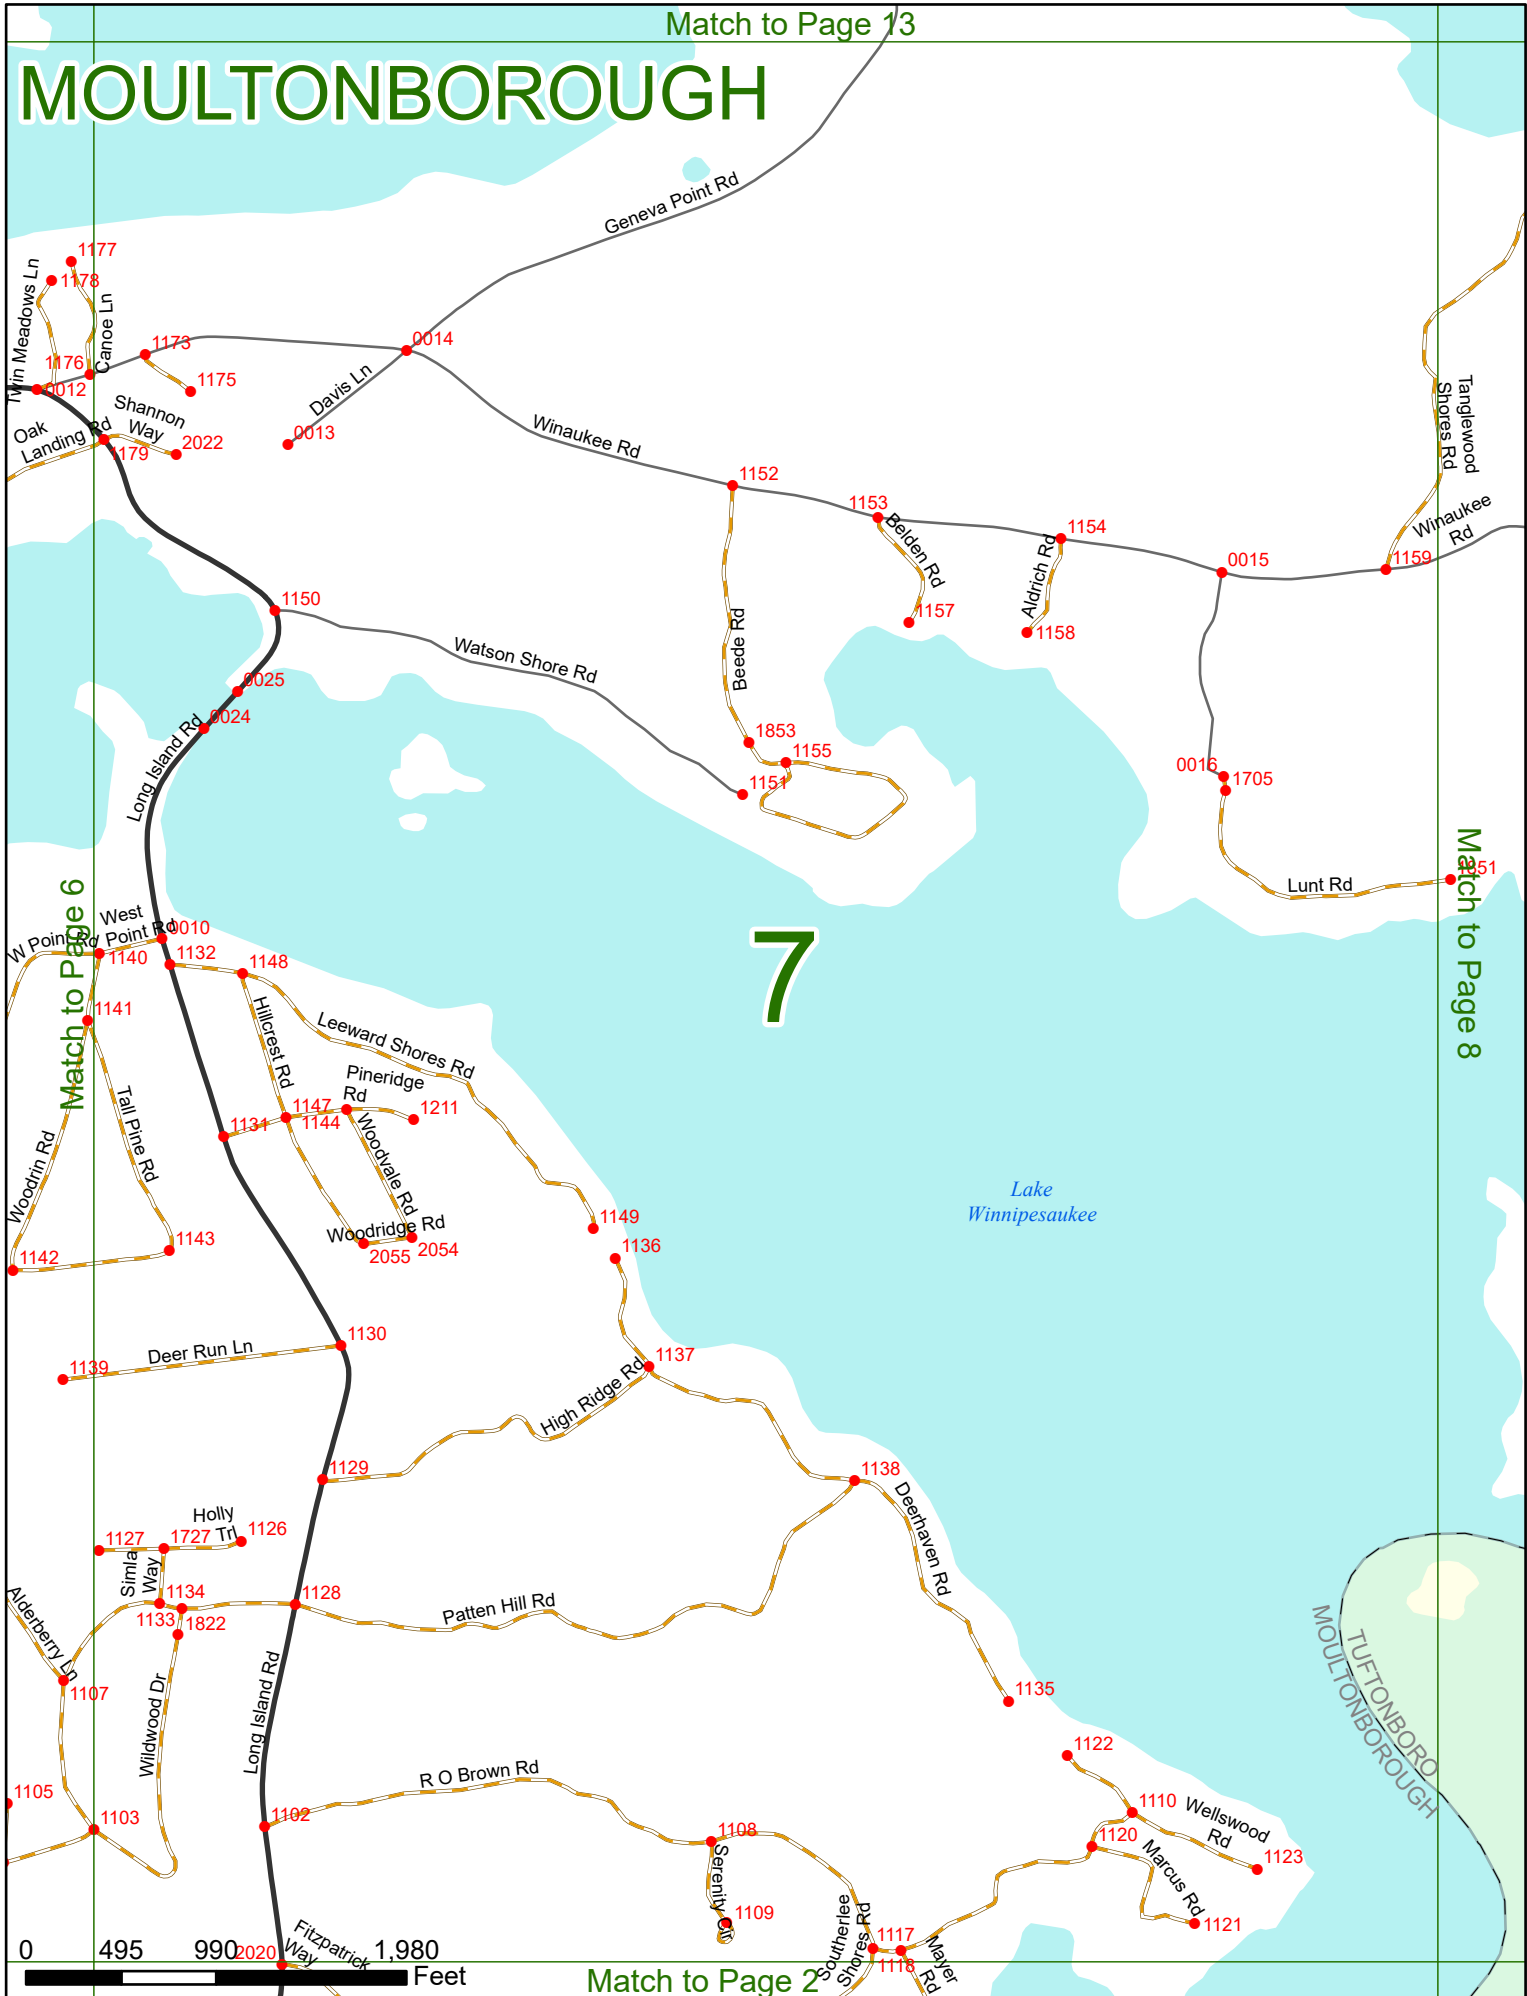 Match to Page 13
MOULTONBOROUGH
Geneva Point Rd
1177
1178
Twin Meadows Ln
Canoe Ln
1173
1176
0012
1175
0014
Davis Ln
0013
Shannon
Way
Oak
Landing Rd
1179
2022
Winaukee Rd
1152
1153
Belden Rd
1154
Aldrich Rd
1157
1158
0015
Tanglewood
Shores Rd
Winaukee
Rd
1159
1150
Watson Shore Rd
Beede Rd
0025
0024
Long Island Rd
1853
1155
1151
0016
1705
Lunt Rd
1851
Match to Page 6
Match to Page 8
7
West
Point Rd
W Point Rd
0010
1140
1132
1148
1141
Hillcrest Rd
Leeward Shores Rd
Pineridge
Rd
1147
1144
1211
1131
Tall Pine Rd
Woodrin Rd
Woodvale Rd
Woodridge Rd
1142
1143
2055
2054
1149
1136
Lake
Winnipesaukee
1130
Deer Run Ln
1139
1137
High Ridge Rd
1129
1138
Deerhaven Rd
Holly
Trl
1127
1727
1126
Simla
Way
1134
1133
1822
1128
Patten Hill Rd
Alderberry Ln
1107
Wildwood Dr
Long Island Rd
1135
TUFTONBORO
MOULTONBOROUGH
1122
1105
1103
R O Brown Rd
1102
1108
Serenity Cir
1109
1110
Wellswood
Rd
1120
Marcus Rd
1123
1121
Southerlee
Shores Rd
1117
1118
Mayer
Rd
Fitzpatrick
Way
2020
0 495 990 1,980
Feet
Match to Page 2